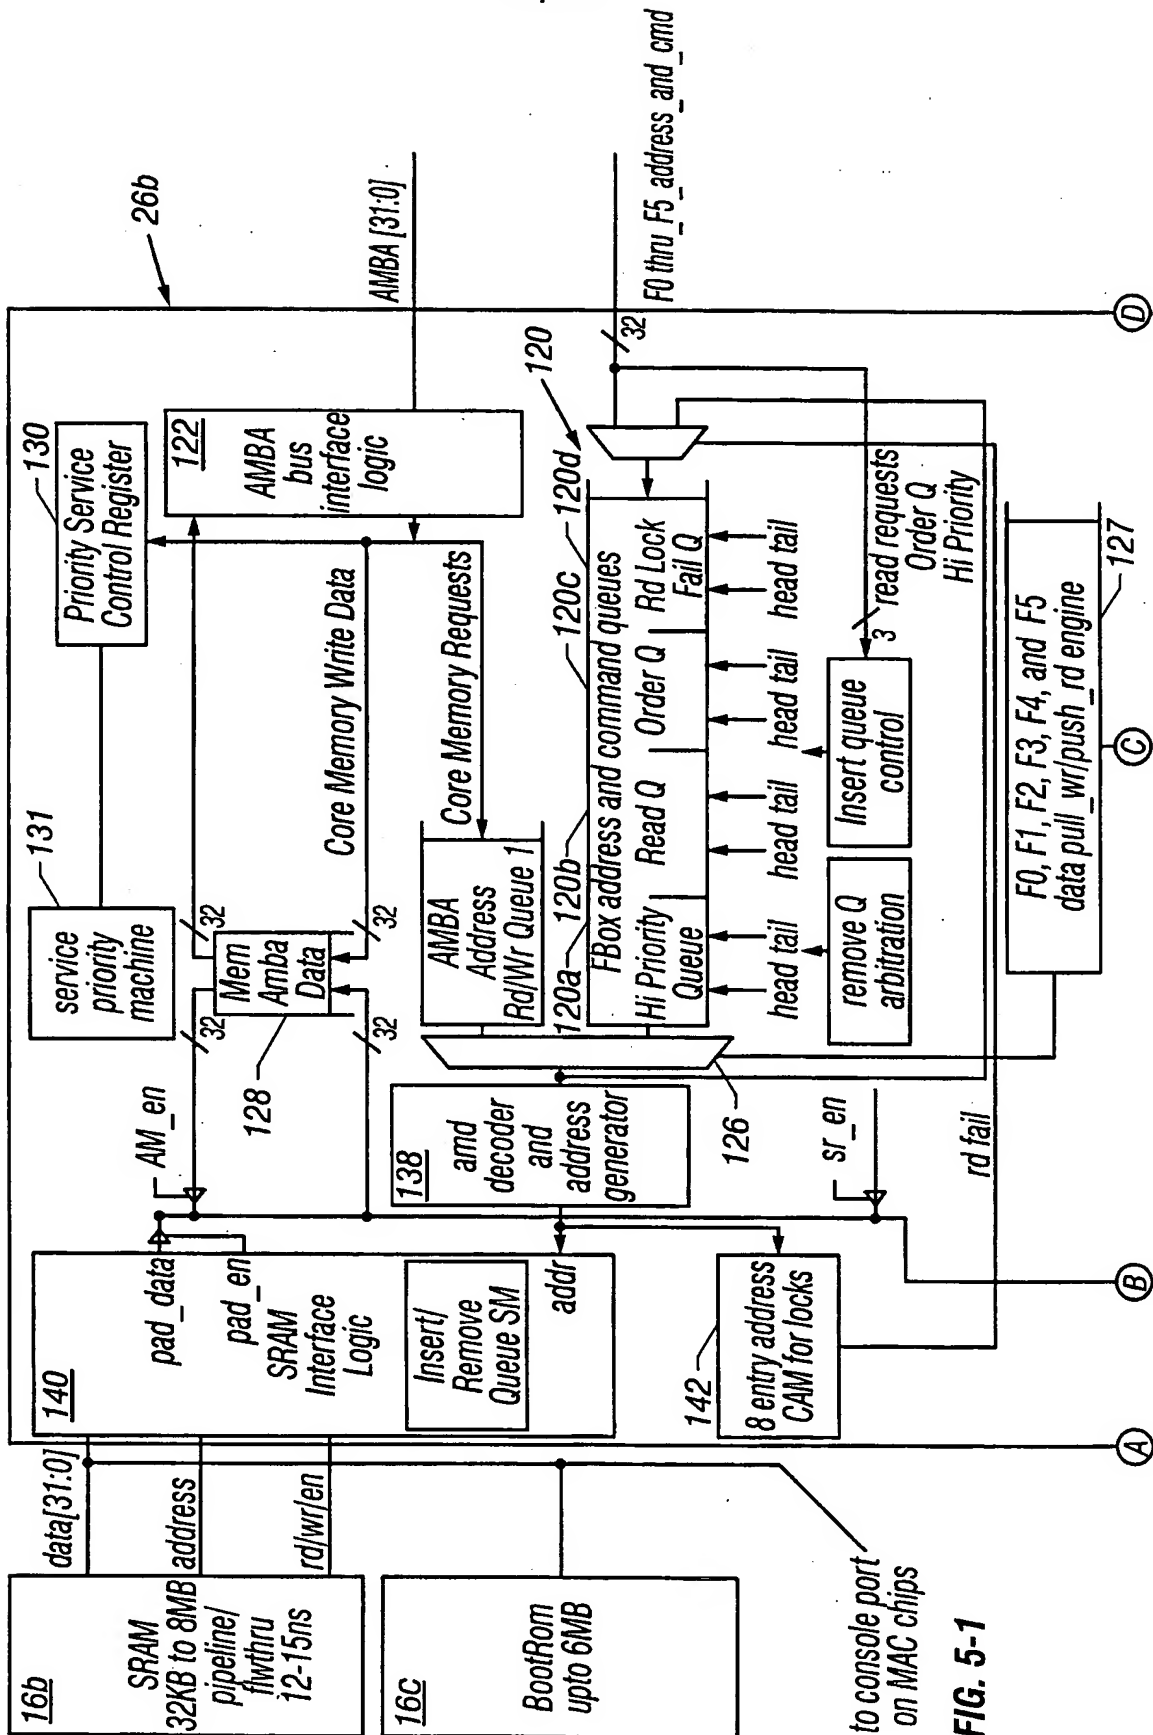 16b
SRAM
32KB to 8MB
pipeline/
flwthru
12-15ns
data[31:0]
address
rd/wr/en
16c
BootRom
upto 6MB
to console port
on MAC chips
FIG. 5-1
140
pad_data
pad_en
SRAM
Interface
Logic
Insert/
Remove
Queue SM
addr
142
8 entry address
CAM for locks
138
amd
decoder
and
address
generator
AM_en
128
126
sr_en
rd fail
131
service
priority
machine
32
32
Mem
Amba
Data
32
32
Core Memory Write Data
Core Memory Requests
AMBA
Address
Rd/Wr Queue 1
130
Priority Service
Control Register
122
AMBA
bus
interface
logic
26b
AMBA [31:0]
120a
120b
120c
120d
120
FBox address and command queues
Hi Priority
Queue
Read Q
Order Q
Rd Lock
Fail Q
head tail
head tail
head tail
head tail
remove Q
arbitration
Insert queue
control
32
F0 thru F5_address_and_cmd
3
read requests
Order Q
Hi Priority
F0, F1, F2, F3, F4, and F5
data pull_wr/push_rd engine
127
A
B
C
D